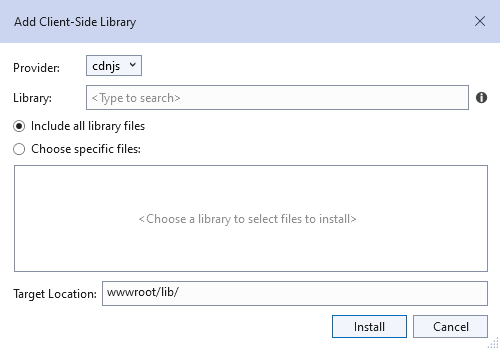 Add Client-Side Library
Provider: cdnjs
Library: <Type to search>
Include all library files
Choose specific files:
<Choose a library to select files to install>
Target Location: wwwroot/lib/
Install Cancel